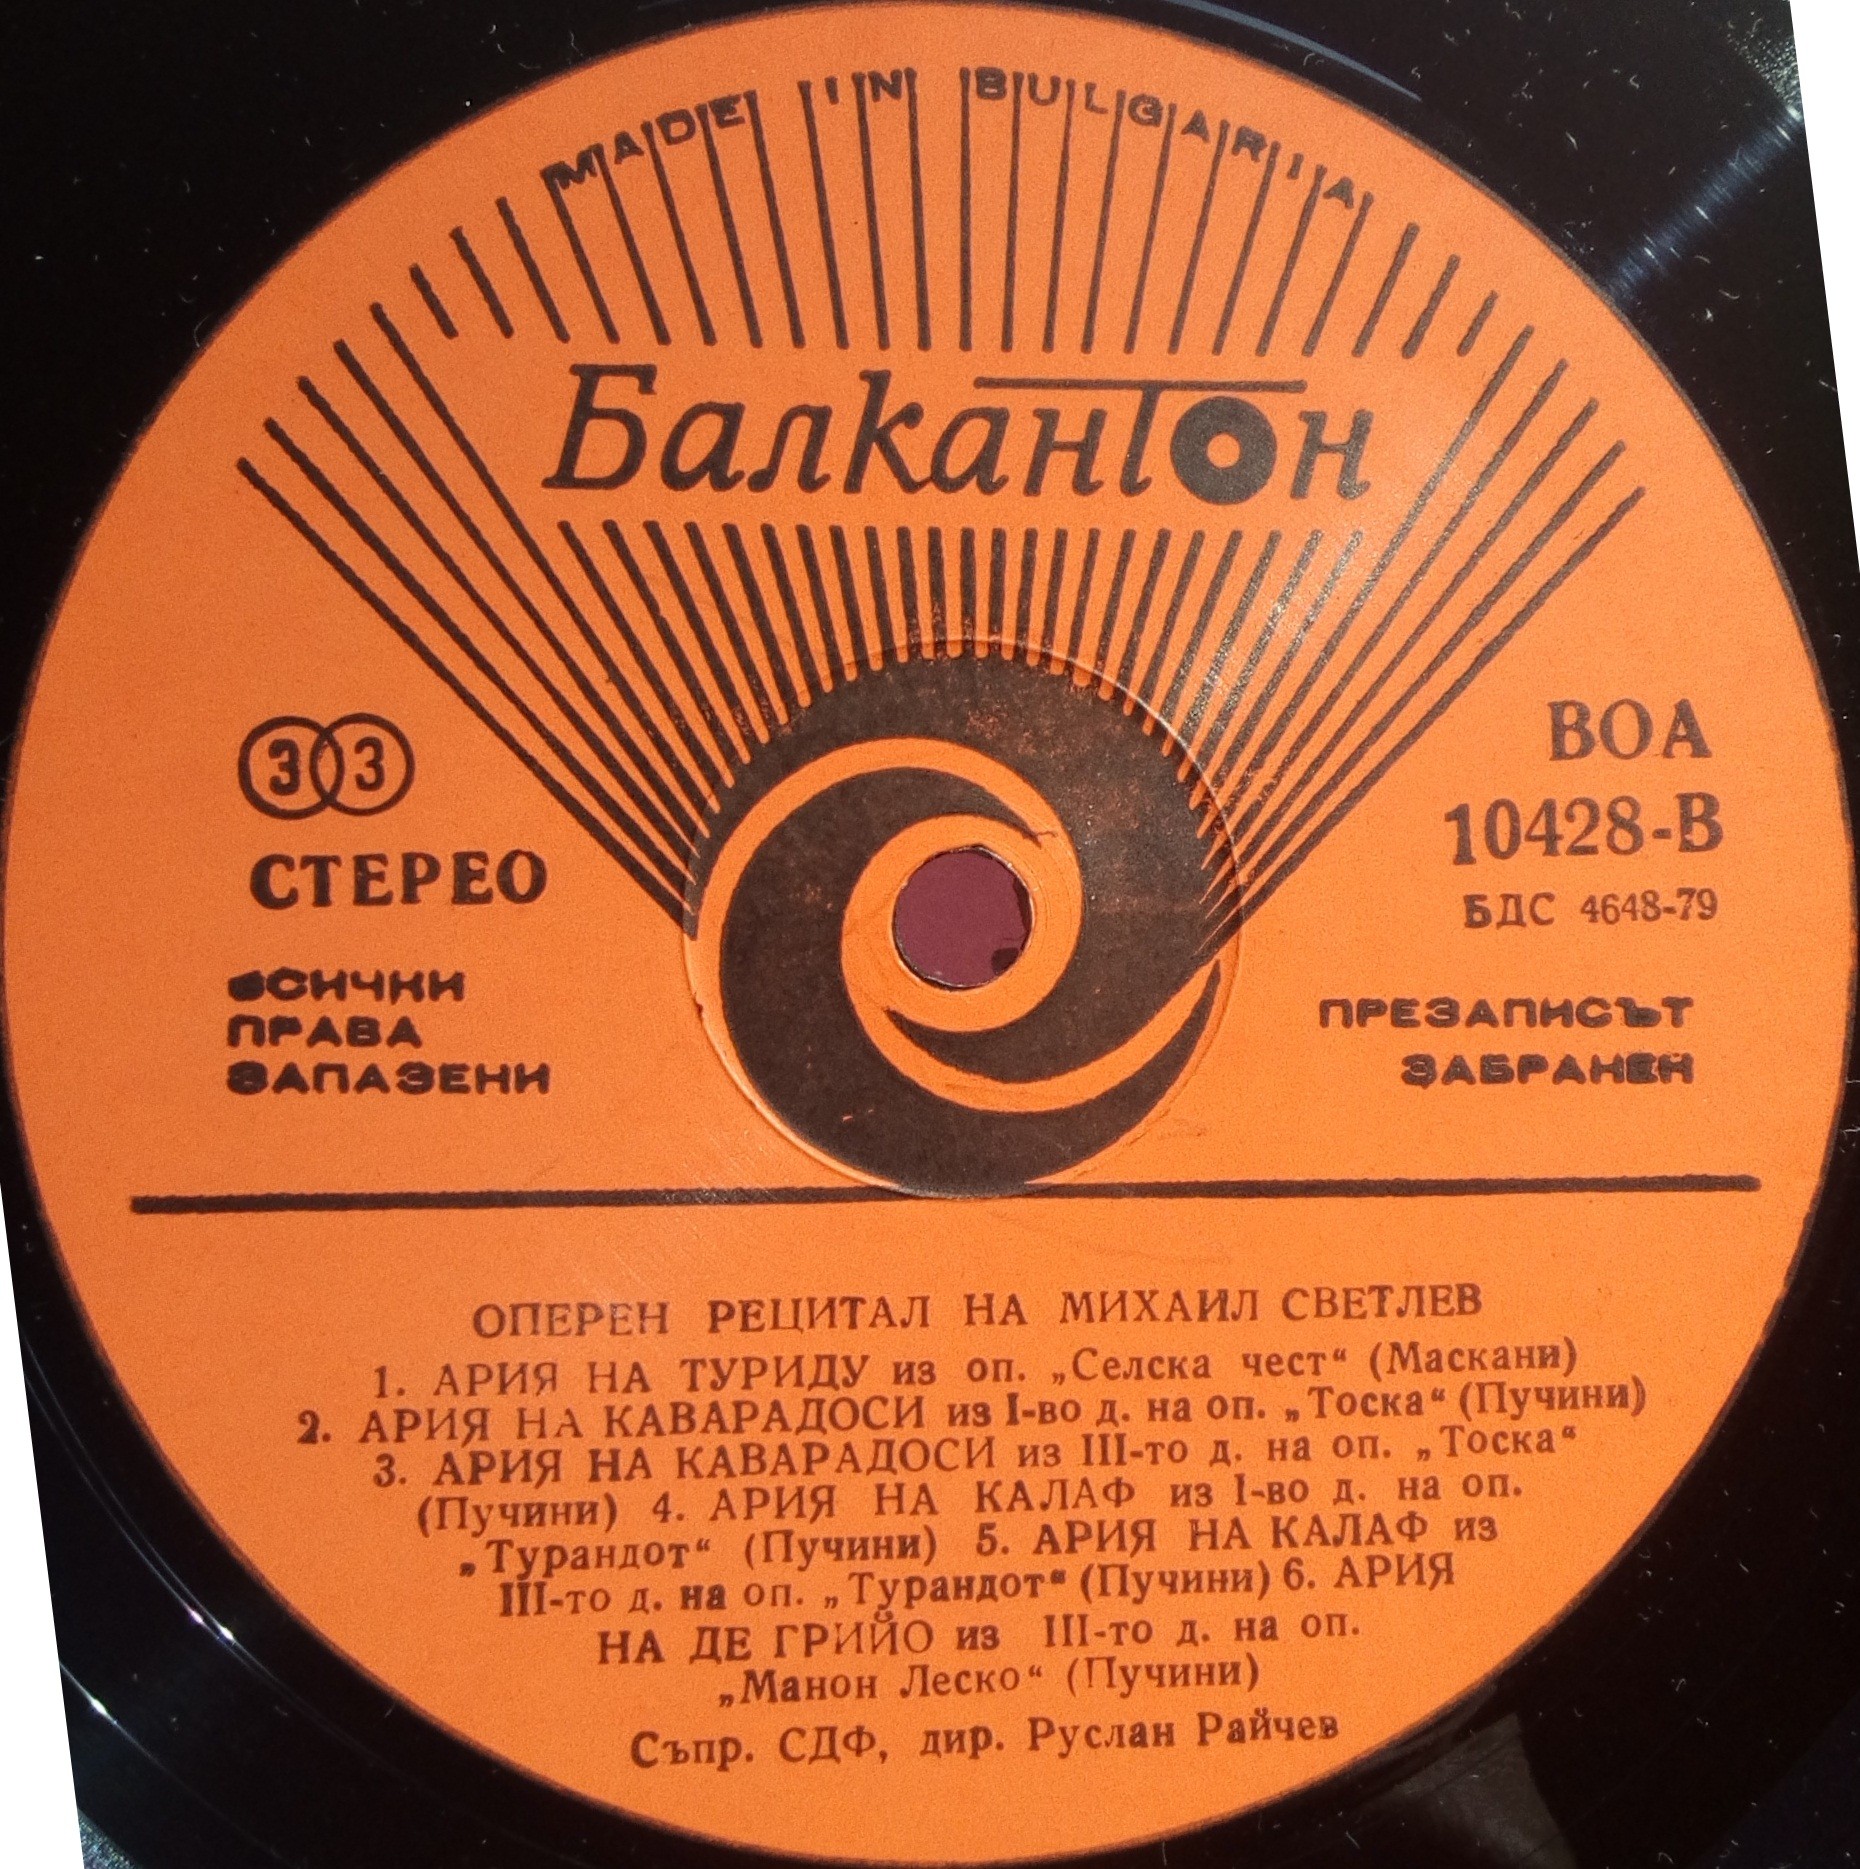 MADE IN BULGARIA
Балкантон
33
СТЕРЕО
ВСИЧКИ
ПРАВА
ЗАПАЗЕНИ
ВОА
10428-В
БДС 4648-79
ПРЕЗАПИСЪТ
ЗАБРАНЕН
ОПЕРЕН РЕЦИТАЛ НА МИХАИЛ СВЕТЛЕВ
1. АРИЯ НА ТУРИДУ из оп. „Селска чест“ (Маскани)
2. АРИЯ НА КАВАРАДОСИ из I-во д. на оп. „Тоска“ (Пучини)
3. АРИЯ НА КАВАРАДОСИ из III-то д. на оп. „Тоска“
(Пучини) 4. АРИЯ НА КАЛАФ из I-во д. на оп.
„Турандот“ (Пучини) 5. АРИЯ НА КАЛАФ из
III-то д. на оп. „Турандот“ (Пучини) 6. АРИЯ
НА ДЕ ГРИЙО из III-то д. на оп.
„Манон Леско“ (Пучини)
Съпр. СДФ, дир. Руслан Райчев